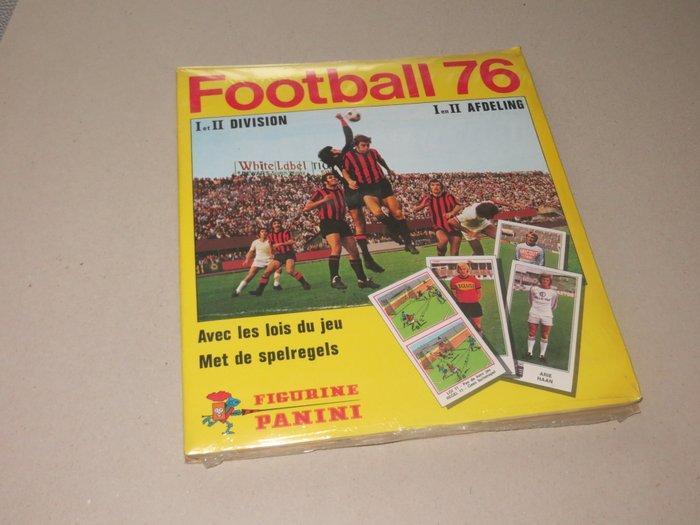 Football 76
I et II DIVISION
I en II AFDELING
White Label
Avec les lois du jeu
Met de spelregels
FIGURINE
PANINI
ARIE
HAAN